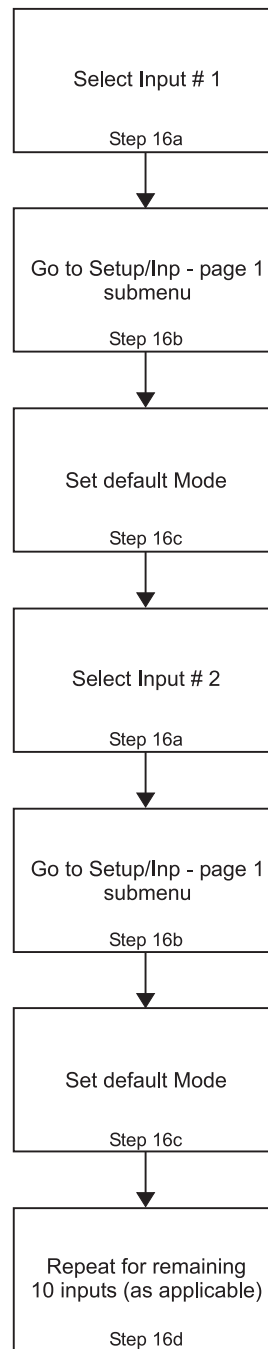 Select Input # 1
Step 16a
Go to Setup/Inp - page 1
submenu
Step 16b
Set default Mode
Step 16c
Select Input # 2
Step 16a
Go to Setup/Inp - page 1
submenu
Step 16b
Set default Mode
Step 16c
Repeat for remaining
10 inputs (as applicable)
Step 16d